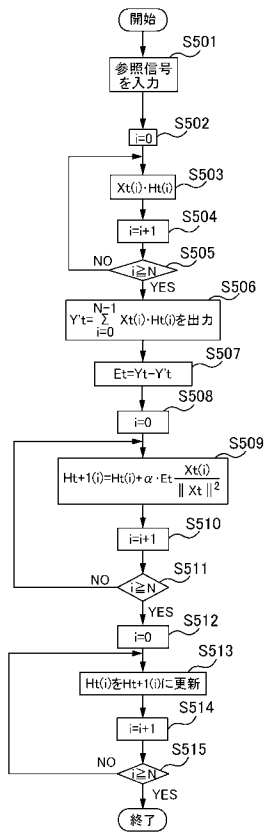 開始
S501
参照信号
を入力
S502
i=0
S503
Xt(i)・Ht(i)
S504
i=i+1
S505
NO
i≧N
YES
S506
N-1
Y't=Σ Xt(i)・Ht(i)を出力
i=0
S507
Et=Yt-Y't
S508
i=0
S509
Ht+1(i)=Ht(i)+α・Et Xt(i)
‖ Xt ‖²
S510
i=i+1
S511
NO
i≧N
YES
S512
i=0
S513
Ht(i)をHt+1(i)に更新
S514
i=i+1
S515
NO
i≧N
YES
終了